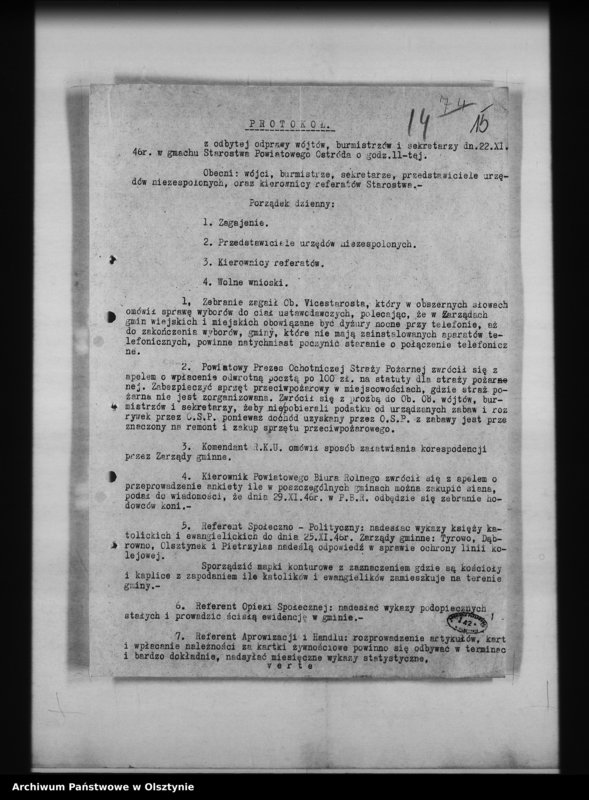 14 74 15
PROTOKÓŁ.
z odbytej odprawy wójtów, burmistrzów i sekretarzy dn.22.XI.
46r. w gmachu Starostwa Powiatowego Ostróda o godz.11-tej.
Obecni: wójci, burmistrze, sekretarze, przedstawiciele urzę-
dów niezespolonych, oraz kierownicy referatów Starostwa.-
Porządek dzienny:
1. Zagajenie.
2. Przedstawiciele urzędów niezespolonych.
3. Kierownicy referatów.
4. Wolne wnioski.
1. Zebranie zagaił Ob. Vicestarosta, który w obszernych słowach
omówił sprawę wyborów do ciał ustawodawczych, polecając, że w Zarządach
gmin wiejskich i miejskich obowiązane być dyżury nocne przy telefonie, aż
do zakończenia wyborów, gminy, które nie mają zainstalowanych aparatów te-
lefonicznych, powinne natychmiast poczynić staranie o połączenie telefonicz
ne.
2. Powiatowy Prezes Ochotniczej Straży Pożarnej zwrócił się z
apelem o wpłacenie odwrotną pocztą po 100 zł. na statuty dla straży pożarne
nej. Zabezpieczyć sprzęt przeciwpożarowy w miejscowościach, gdzie straż po-
żarna nie jest zorganizowana. Zwrócił się z prośbą do Ob. Ob. wójtów, bur-
mistrzów i sekretarzy, żeby niepobierali podatku od urządzanych zabaw i roz
rywek przez O.S.P. ponieważ dochód uzyskany przez O.S.P. z zabawy jest prze
znaczony na remont i zakup sprzętu przeciwpożarowego.
3. Komendant R.K.U. omówił sposób załatwiania korespodencji
przez Zarządy gminne.
4. Kierownik Powiatowego Biura Rolnego zwrócił się z apelem o
przeprowadzenie ankiety ile w poszczególnych gminach można zakupić siana,
podał do wiadomości, że dnia 29.XI.46r. w P.B.R. odbędzie się zebranie ho-
dowców koni.-
5. Referent Społeczno - Polityczny: nadesłać wykazy księży ka-
tolickich i ewangielickich do dnia 25.XI.46r. Zarządy gminne: Tyrowo, Dąb-
rowno, Olsztynek i Pietrzyłas nadeślą odpowiedź w sprawie ochrony linii ko-
lejowej.
Sporządzić mapki konturowe z zaznaczeniem gdzie są kościoły
i kaplice z zapodaniem ile katolików i ewangielików zamieszkuje na terenie
gminy.-
6. Referent Opieki Społecznej: nadesłać wykazy podopiecznych
stałych i prowadzić ścisłą ewidencję w gminie.-
42
7. Referent Aprowizacji i Handlu: rozprowadzenie artykułów, kart
i wpłacanie należności za kartki żywnościowe powinno się odbywać w terminac
i bardzo dokładnie, nadsyłać miesięczne wykazy statystyczne.
verte
Archiwum Państwowe w Olsztynie